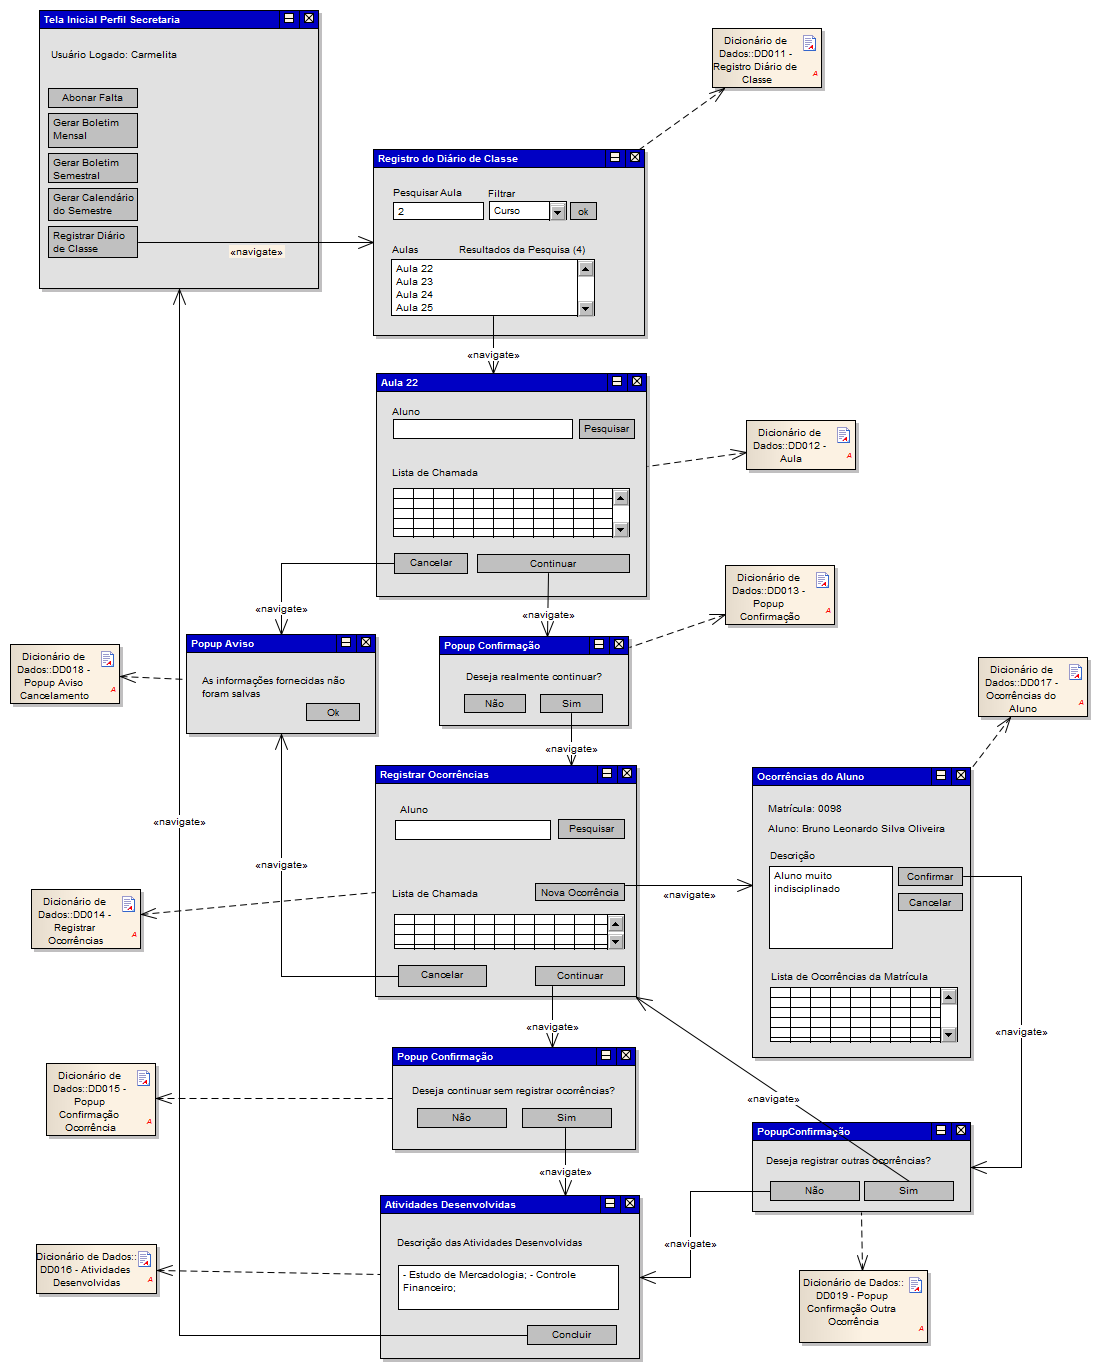 Tela Inicial Perfil Secretaria
Usuário Logado: Carmelita
Abonar Falta
Gerar Boletim
Mensal
Gerar Boletim
Semestral
Gerar Calendário
do Semestre
Registrar Diário
de Classe
«navigate»
Dicionário de
Dados::DD011 -
Registro Diário de
Classe
A
Registro do Diário de Classe
Pesquisar Aula
Filtrar
2
Curso
ok
Aulas
Resultados da Pesquisa (4)
Aula 22
Aula 23
Aula 24
Aula 25
«navigate»
Aula 22
Aluno
Pesquisar
Lista de Chamada
Cancelar
Continuar
Dicionário de
Dados::DD012 -
Aula
A
«navigate»
«navigate»
Dicionário de
Dados::DD013 -
Popup
Confirmação
A
Popup Aviso
As informações fornecidas não
foram salvas
Ok
Dicionário de
Dados::DD018 -
Popup Aviso
Cancelamento
A
Popup Confirmação
Deseja realmente continuar?
Não
Sim
«navigate»
Dicionário de
Dados::DD017 -
Ocorrências do
Aluno
A
Registrar Ocorrências
Aluno
Pesquisar
Lista de Chamada
Nova Ocorrência
Cancelar
Continuar
«navigate»
«navigate»
«navigate»
Ocorrências do Aluno
Matrícula: 0098
Aluno: Bruno Leonardo Silva Oliveira
Descrição
Aluno muito
indisciplinado
Confirmar
Cancelar
Lista de Ocorrências da Matrícula
«navigate»
Dicionário de
Dados::DD014 -
Registrar
Ocorrências
A
«navigate»
Popup Confirmação
Deseja continuar sem registrar ocorrências?
Não
Sim
Dicionário de
Dados::DD015 -
Popup
Confirmação
Ocorrência
A
«navigate»
PopupConfirmação
Deseja registrar outras ocorrências?
Não
Sim
«navigate»
«navigate»
Atividades Desenvolvidas
Descrição das Atividades Desenvolvidas
- Estudo de Mercadologia; - Controle
Financeiro;
Concluir
Dicionário de Dados::
DD016 - Atividades
Desenvolvidas
A
Dicionário de Dados::
DD019 - Popup
Confirmação Outra
Ocorrência
A